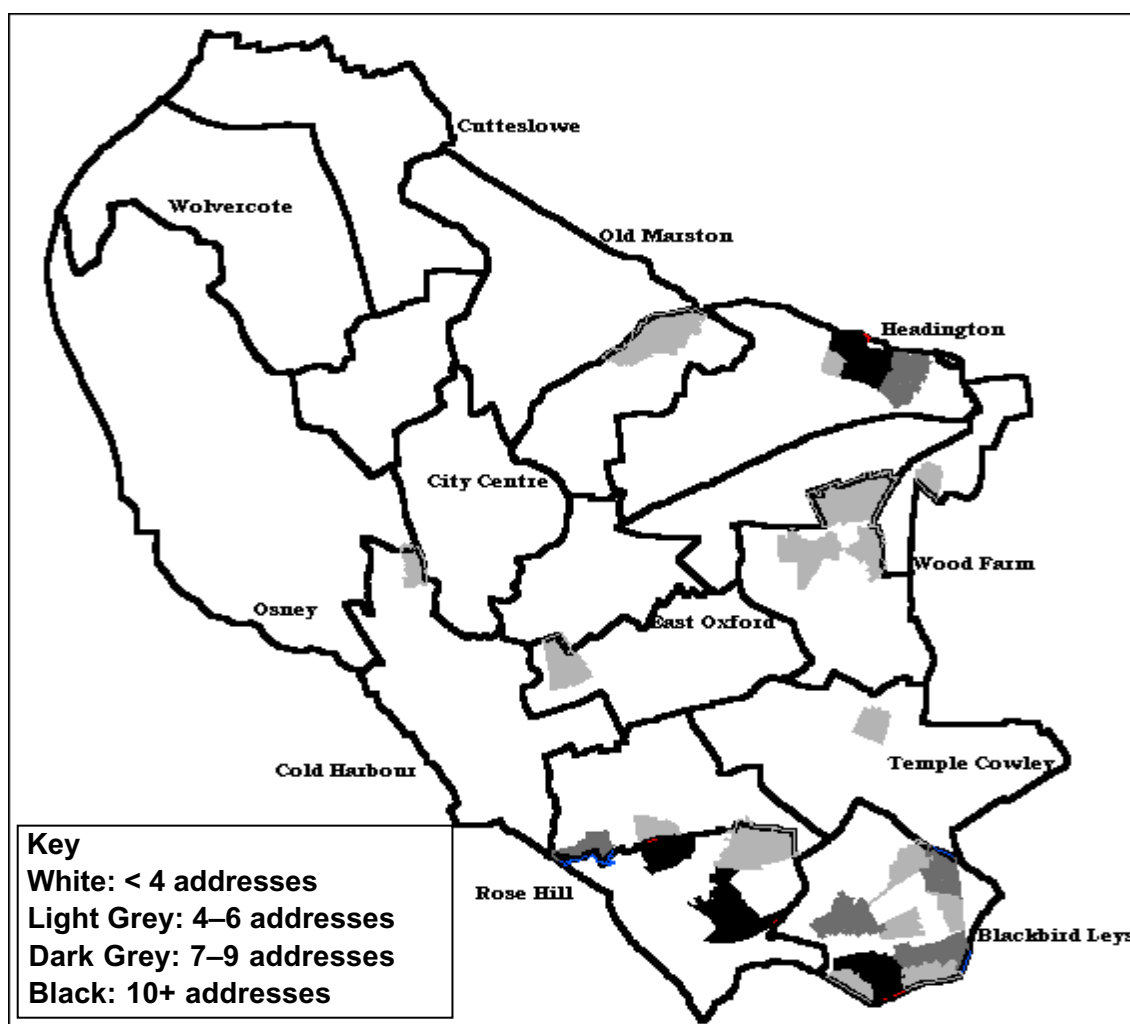 Cutteslowe
Wolvercote
Old Marston
Headington
City Centre
Wood Farm
Osney
East Oxford
Cold Harbour
Temple Cowley
Rose Hill
Blackbird Leys
Key
White: < 4 addresses
Light Grey: 4–6 addresses
Dark Grey: 7–9 addresses
Black: 10+ addresses